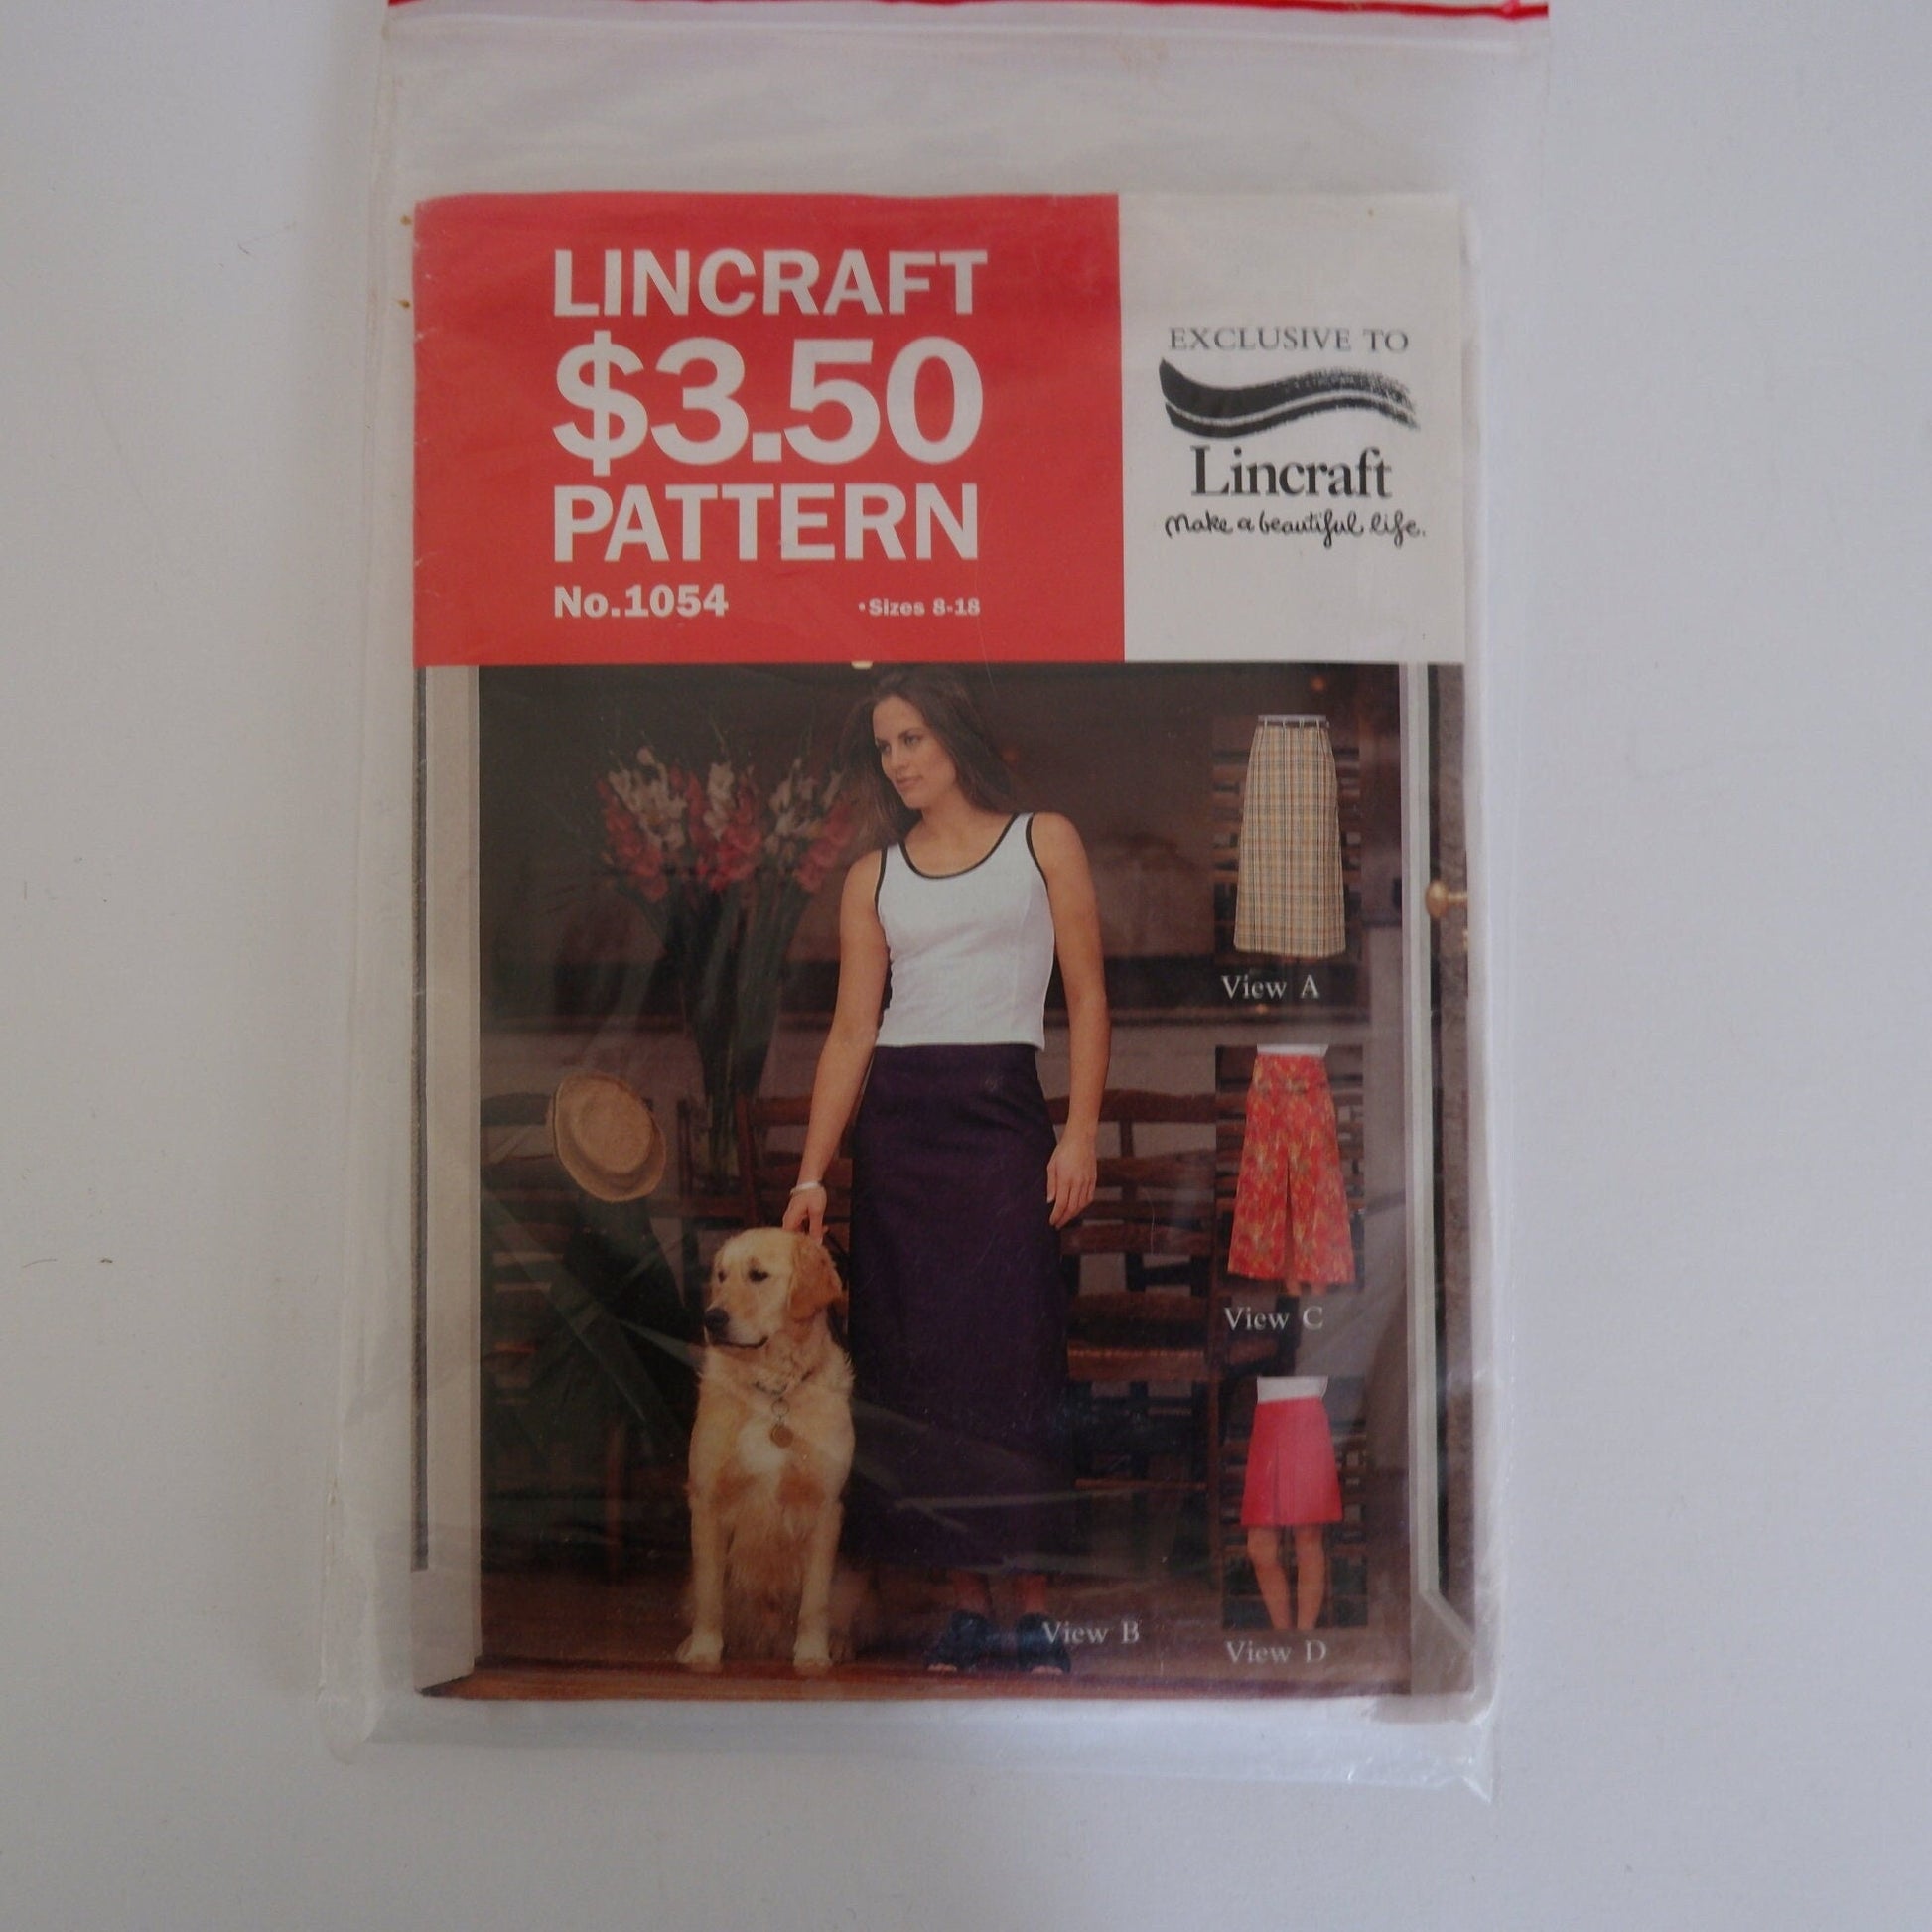 LINCRAFT
$3.50
PATTERN
No.1054 •Sizes 8-18
EXCLUSIVE TO
Lincraft
Make a beautiful life.
View A
View C
View B
View D